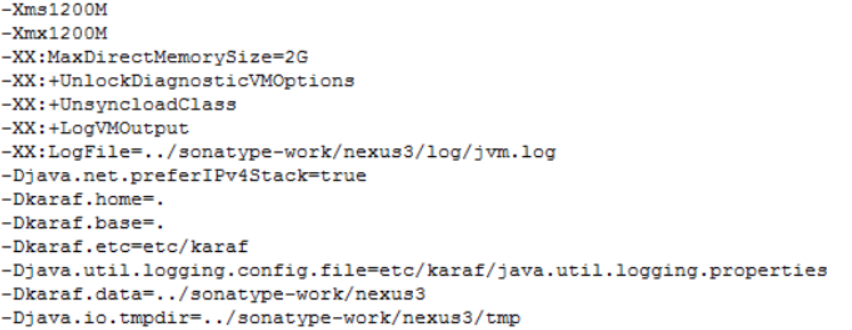 -Xms1200M
-Xmx1200M
-XX:MaxDirectMemorySize=2G
-XX:+UnlockDiagnosticVMOptions
-XX:+UnsyncloadClass
-XX:+LogVMOutput
-XX:LogFile=../sonatype-work/nexus3/log/jvm.log
-Djava.net.preferIPv4Stack=true
-Dkaraf.home=.
-Dkaraf.base=.
-Dkaraf.etc=etc/karaf
-Djava.util.logging.config.file=etc/karaf/java.util.logging.properties
-Dkaraf.data=../sonatype-work/nexus3
-Djava.io.tmpdir=../sonatype-work/nexus3/tmp